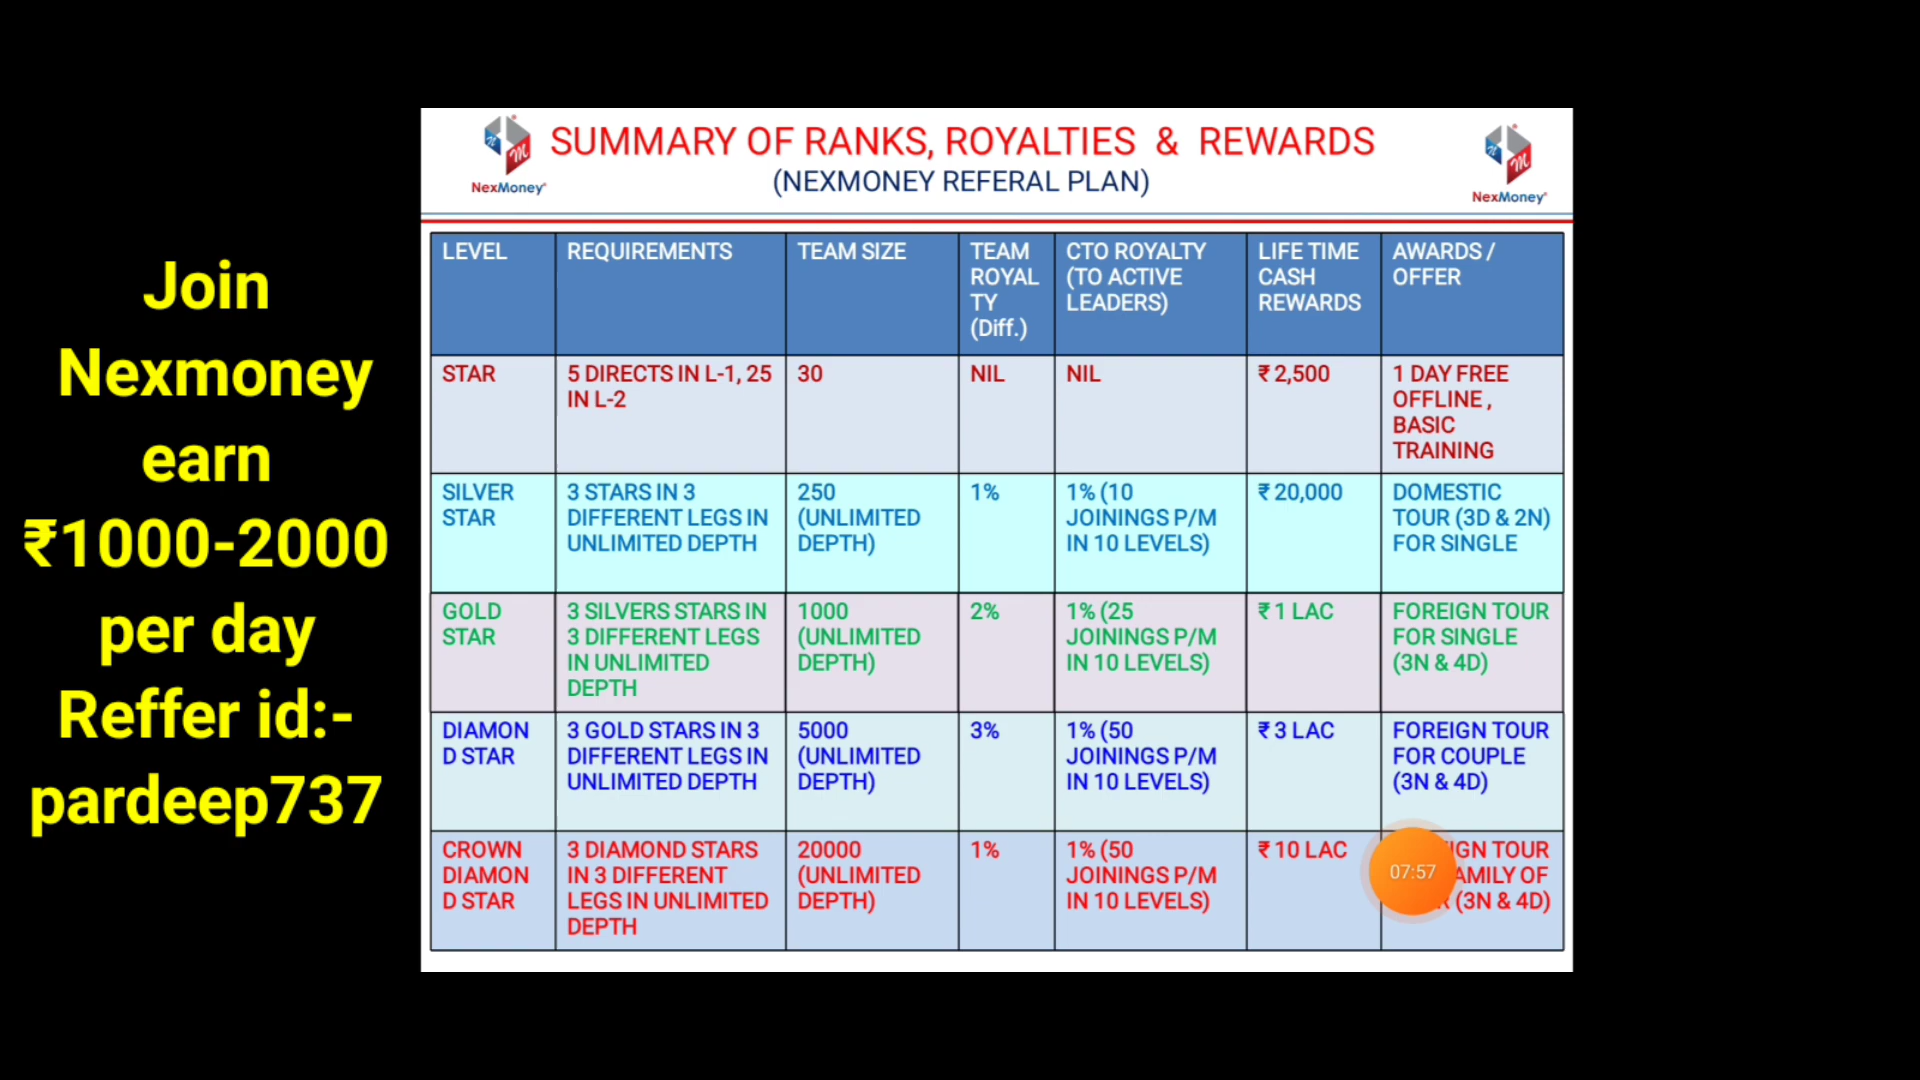 Join
Nexmoney
earn
₹1000-2000
per day
Reffer id:-
pardeep737
NexMoney
SUMMARY OF RANKS, ROYALTIES & REWARDS
(NEXMONEY REFERAL PLAN)
NexMoney
LEVEL
REQUIREMENTS
TEAM SIZE
TEAM
ROYAL
TY
(Diff.)
CTO ROYALTY
(TO ACTIVE
LEADERS)
LIFE TIME
CASH
REWARDS
AWARDS /
OFFER
STAR
5 DIRECTS IN L-1, 25
IN L-2
30
NIL
NIL
₹ 2,500
1 DAY FREE
OFFLINE ,
BASIC
TRAINING
SILVER
STAR
3 STARS IN 3
DIFFERENT LEGS IN
UNLIMITED DEPTH
250
(UNLIMITED
DEPTH)
1%
1% (10
JOININGS P/M
IN 10 LEVELS)
₹ 20,000
DOMESTIC
TOUR (3D & 2N)
FOR SINGLE
GOLD
STAR
3 SILVERS STARS IN
3 DIFFERENT LEGS
IN UNLIMITED
DEPTH
1000
(UNLIMITED
DEPTH)
2%
1% (25
JOININGS P/M
IN 10 LEVELS)
₹ 1 LAC
FOREIGN TOUR
FOR SINGLE
(3N & 4D)
DIAMON
D STAR
3 GOLD STARS IN 3
DIFFERENT LEGS IN
UNLIMITED DEPTH
5000
(UNLIMITED
DEPTH)
3%
1% (50
JOININGS P/M
IN 10 LEVELS)
₹ 3 LAC
FOREIGN TOUR
FOR COUPLE
(3N & 4D)
CROWN
DIAMON
D STAR
3 DIAMOND STARS
IN 3 DIFFERENT
LEGS IN UNLIMITED
DEPTH
20000
(UNLIMITED
DEPTH)
1%
1% (50
JOININGS P/M
IN 10 LEVELS)
₹ 10 LAC
07:57
TOUR
OF
(3N & 4D)